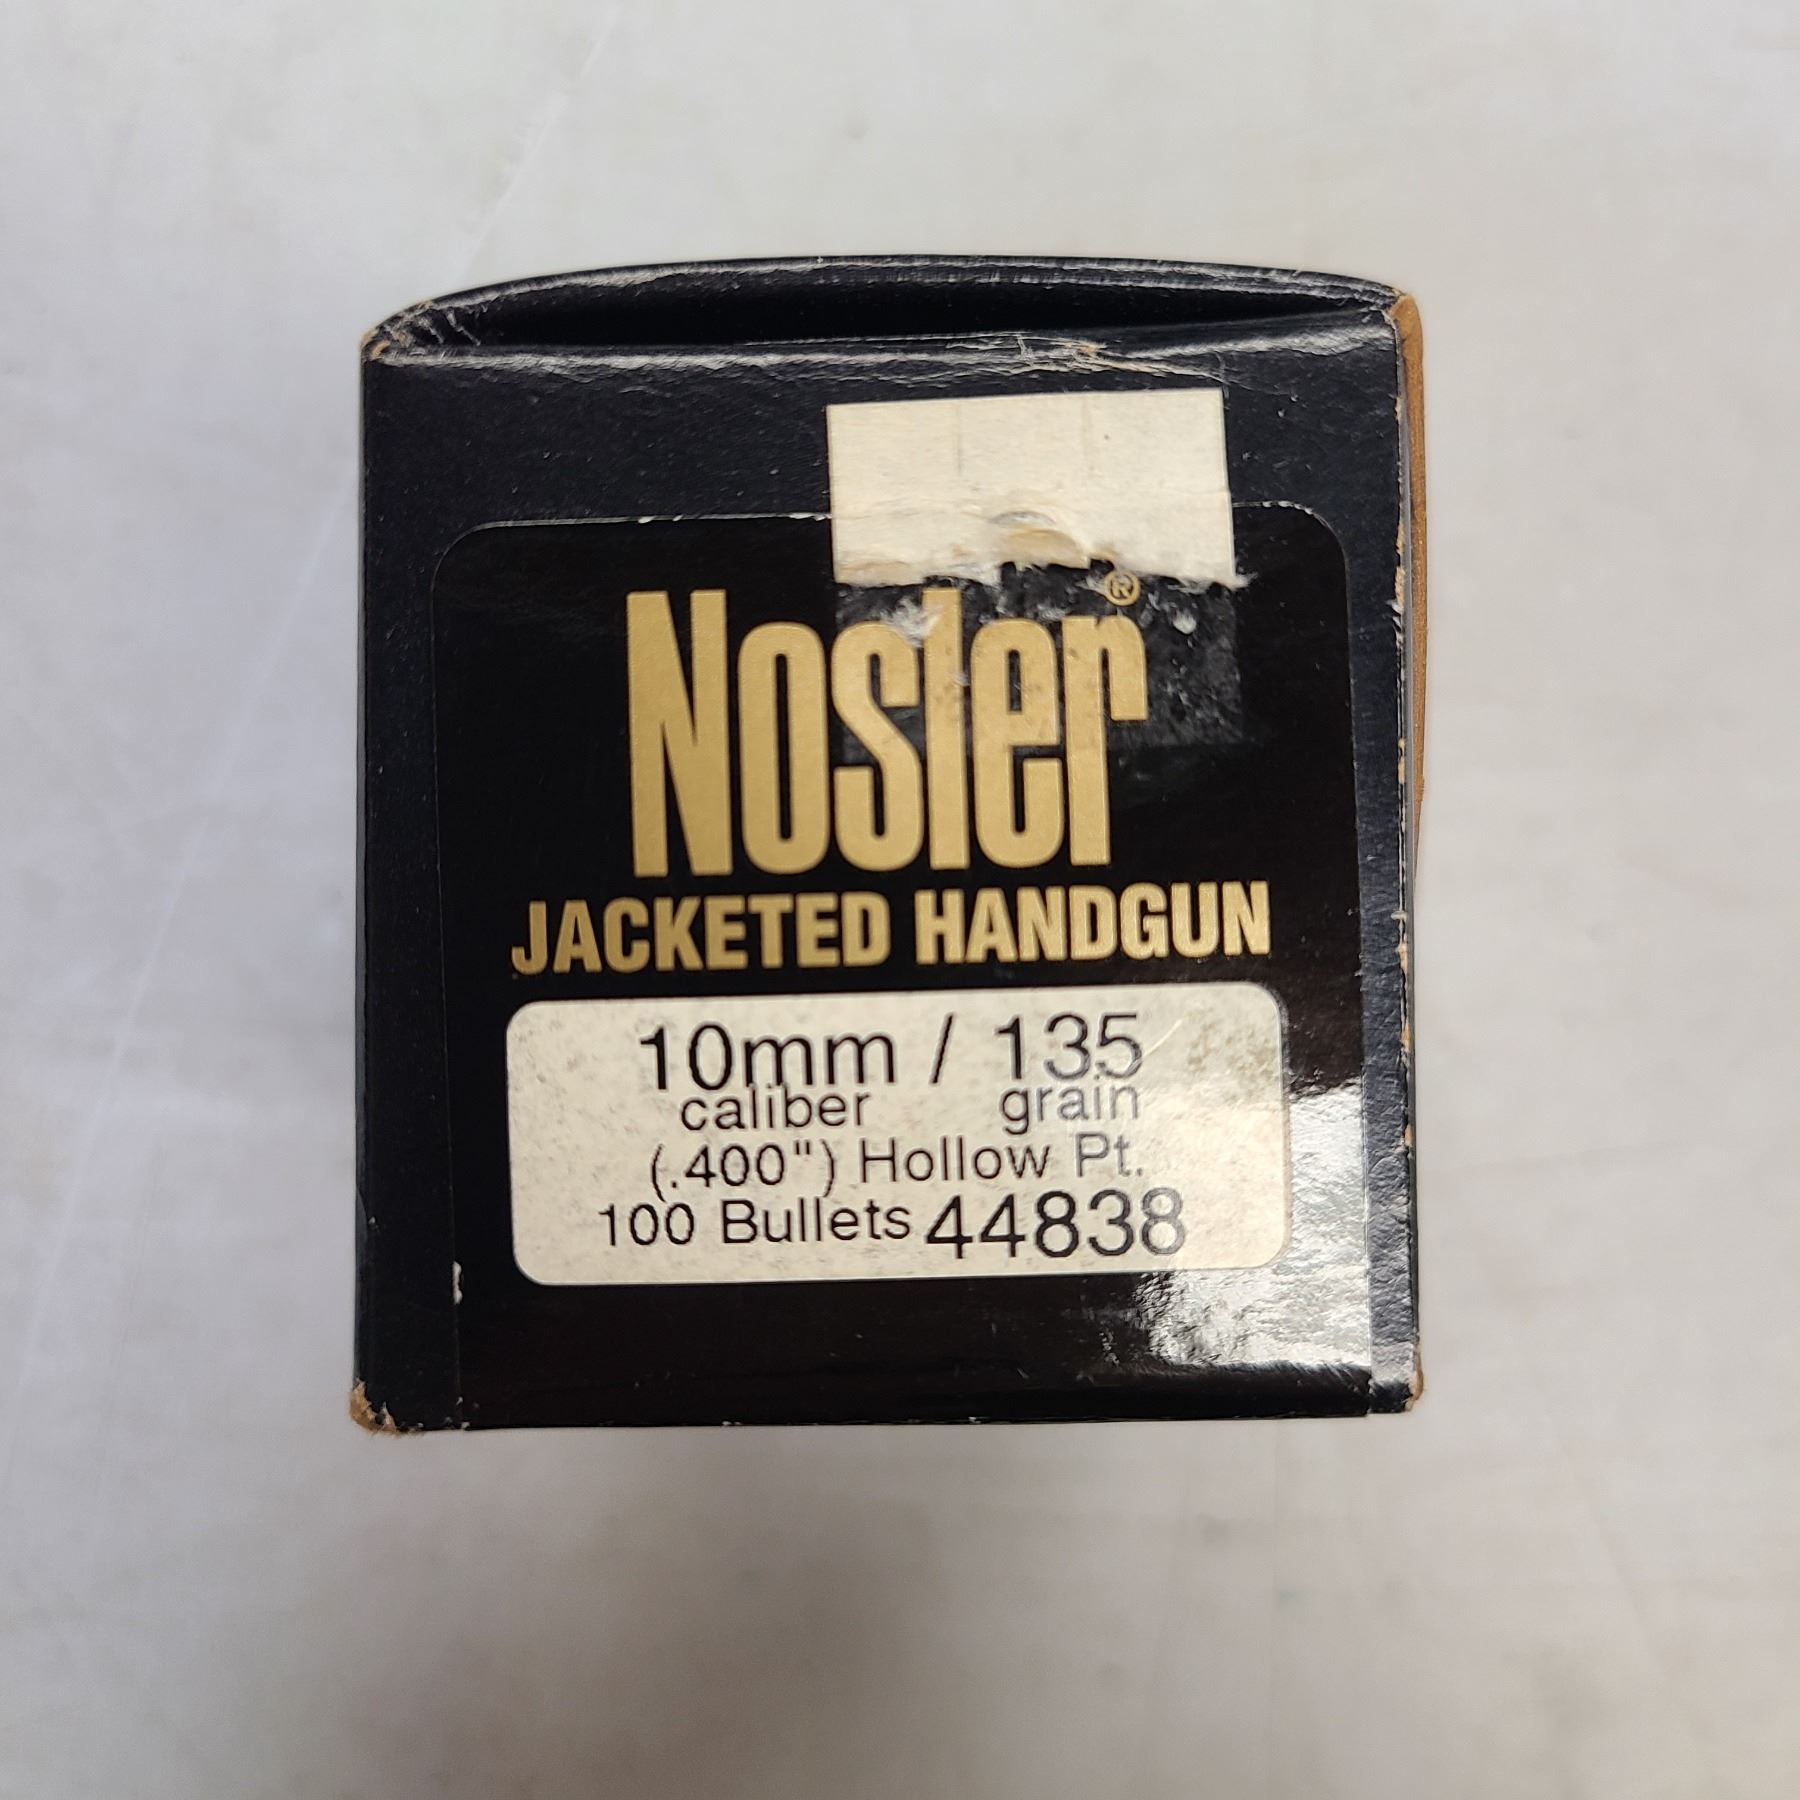 Nosler®
JACKETED HANDGUN
10mm / 135
caliber grain
(.400") Hollow Pt.
100 Bullets 44838